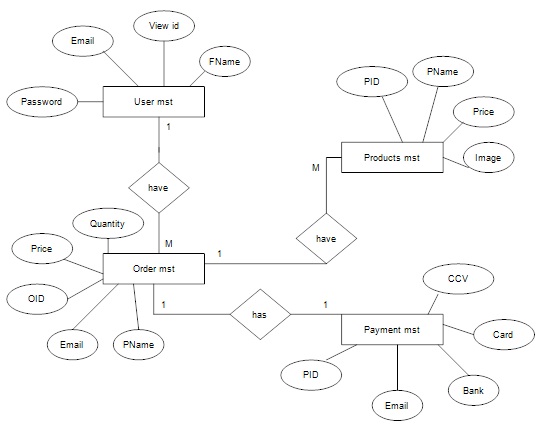 View id
Email
FName
Password
User mst
1
PID
PName
Price
Products mst
Image
M
have
Quantity
M
have
Price
1
Order mst
OID
CCV
1
has
1
Payment mst
Card
Email
PName
PID
Bank
Email